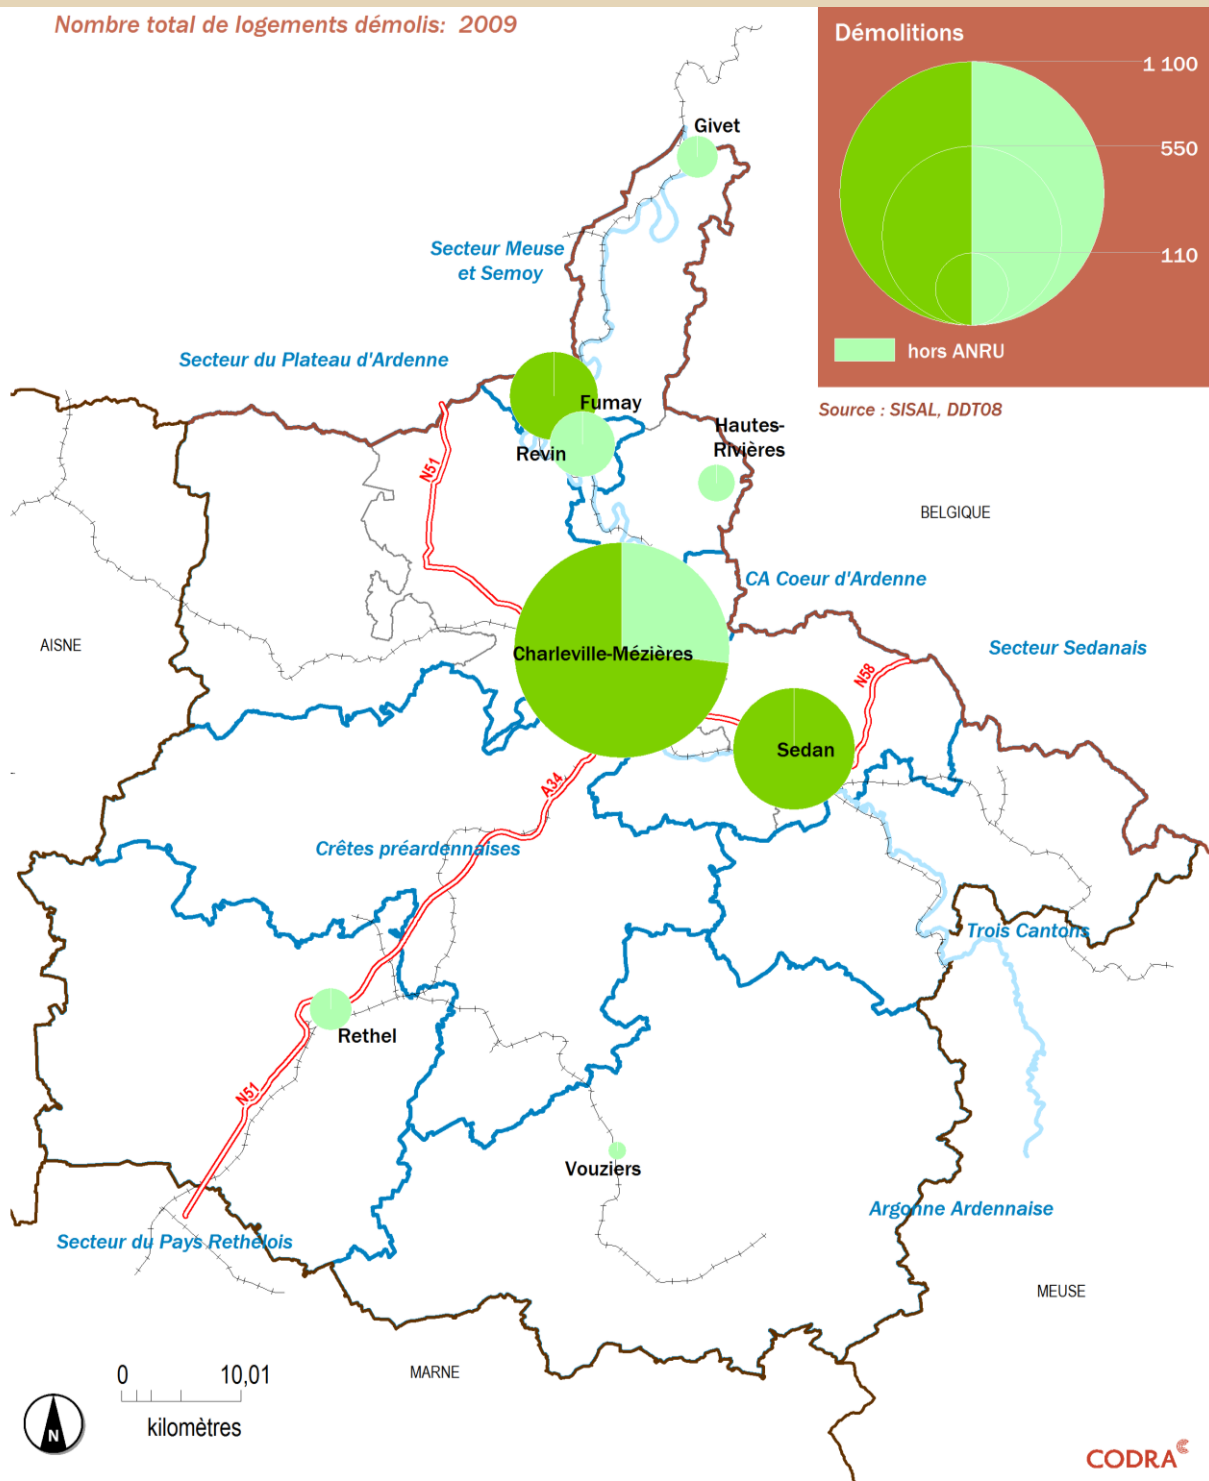 Nombre total de logements démolis:  2009
Démolitions
1 100
550
110
hors ANRU
Source : SISAL, DDT08
Givet
Secteur Meuse
et Semoy
Secteur du Plateau d'Ardenne
Fumay
Revin
Hautes-
Rivières
N51
BELGIQUE
CA Coeur d'Ardenne
AISNE
Charleville-Mézières
Secteur Sedanais
N58
Sedan
A34
Crêtes préardennaises
Trois Cantons
Rethel
N51
Vouziers
Argonne Ardennaise
Secteur du Pays Rethélois
MEUSE
MARNE
0 10,01
kilomètres
N
CODRA